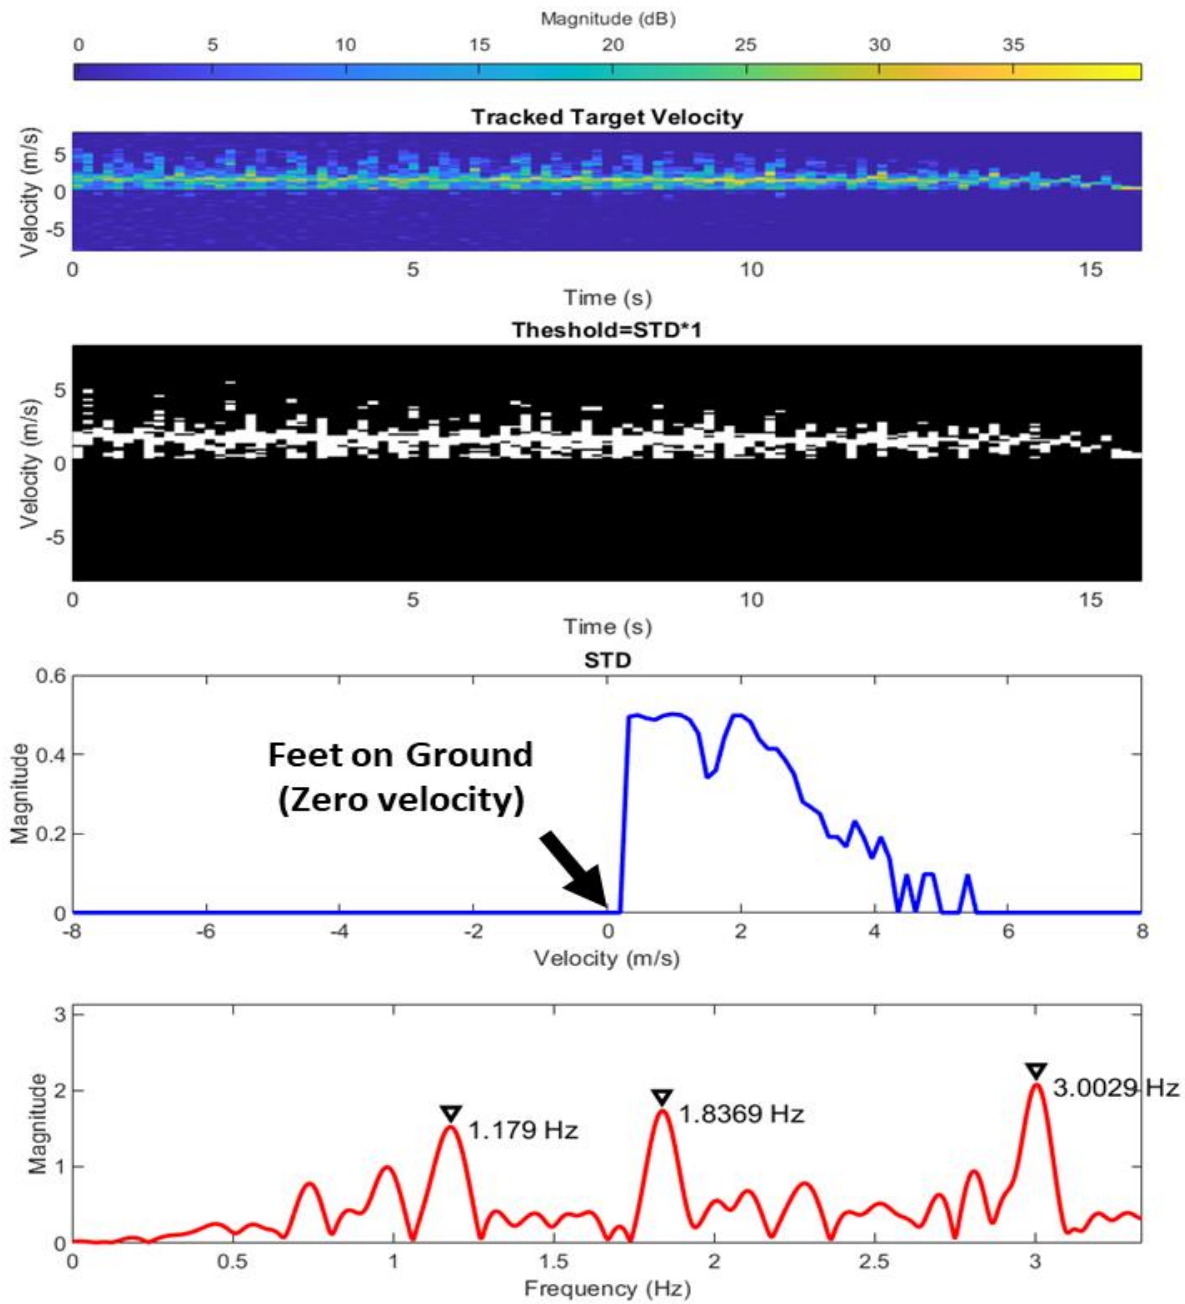 Magnitude (dB)
0 5 10 15 20 25 30 35
Tracked Target Velocity
Velocity (m/s)
5
0
-5
0 5 10 15
Time (s)
Theshold=STD*1
Velocity (m/s)
5
0
-5
0 5 10 15
Time (s)
STD
Magnitude
0.6
0.4
0.2
0
Feet on Ground
(Zero velocity)
-8 -6 -4 -2 0 2 4 6 8
Velocity (m/s)
Magnitude
3
2
1
0
1.179 Hz
1.8369 Hz
3.0029 Hz
0 0.5 1 1.5 2 2.5 3
Frequency (Hz)